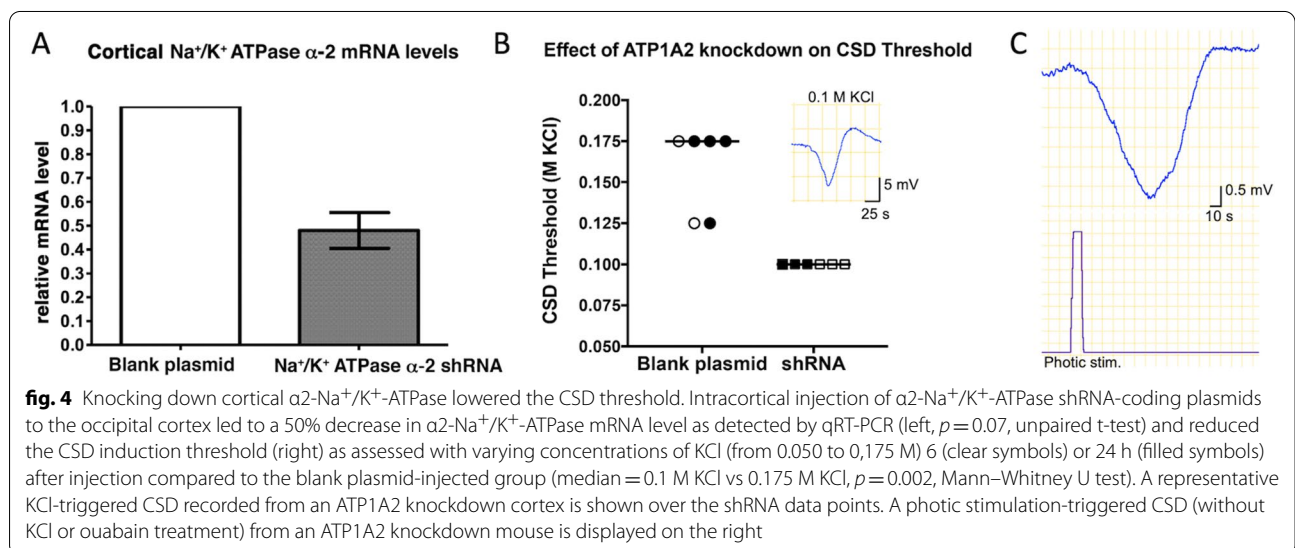 A
Cortical Na⁺/K⁺ ATPase α-2 mRNA levels
relative mRNA level
1.0
0.9
0.8
0.7
0.6
0.5
0.4
0.3
0.2
0.1
0.0
Blank plasmid
Na⁺/K⁺ ATPase α-2 shRNA
B
Effect of ATP1A2 knockdown on CSD Threshold
CSD Threshold (M KCl)
0.200
0.175
0.150
0.125
0.100
0.075
0.050
0.1 M KCl
5 mV
25 s
Blank plasmid
shRNA
C
0.5 mV
10 s
Photic stim.
fig. 4 Knocking down cortical α2-Na⁺/K⁺-ATPase lowered the CSD threshold. Intracortical injection of α2-Na⁺/K⁺-ATPase shRNA-coding plasmids
to the occipital cortex led to a 50% decrease in α2-Na⁺/K⁺-ATPase mRNA level as detected by qRT-PCR (left, p = 0.07, unpaired t-test) and reduced
the CSD induction threshold (right) as assessed with varying concentrations of KCl (from 0.050 to 0,175 M) 6 (clear symbols) or 24 h (filled symbols)
after injection compared to the blank plasmid-injected group (median = 0.1 M KCl vs 0.175 M KCl, p = 0.002, Mann–Whitney U test). A representative
KCl-triggered CSD recorded from an ATP1A2 knockdown cortex is shown over the shRNA data points. A photic stimulation-triggered CSD (without
KCl or ouabain treatment) from an ATP1A2 knockdown mouse is displayed on the right